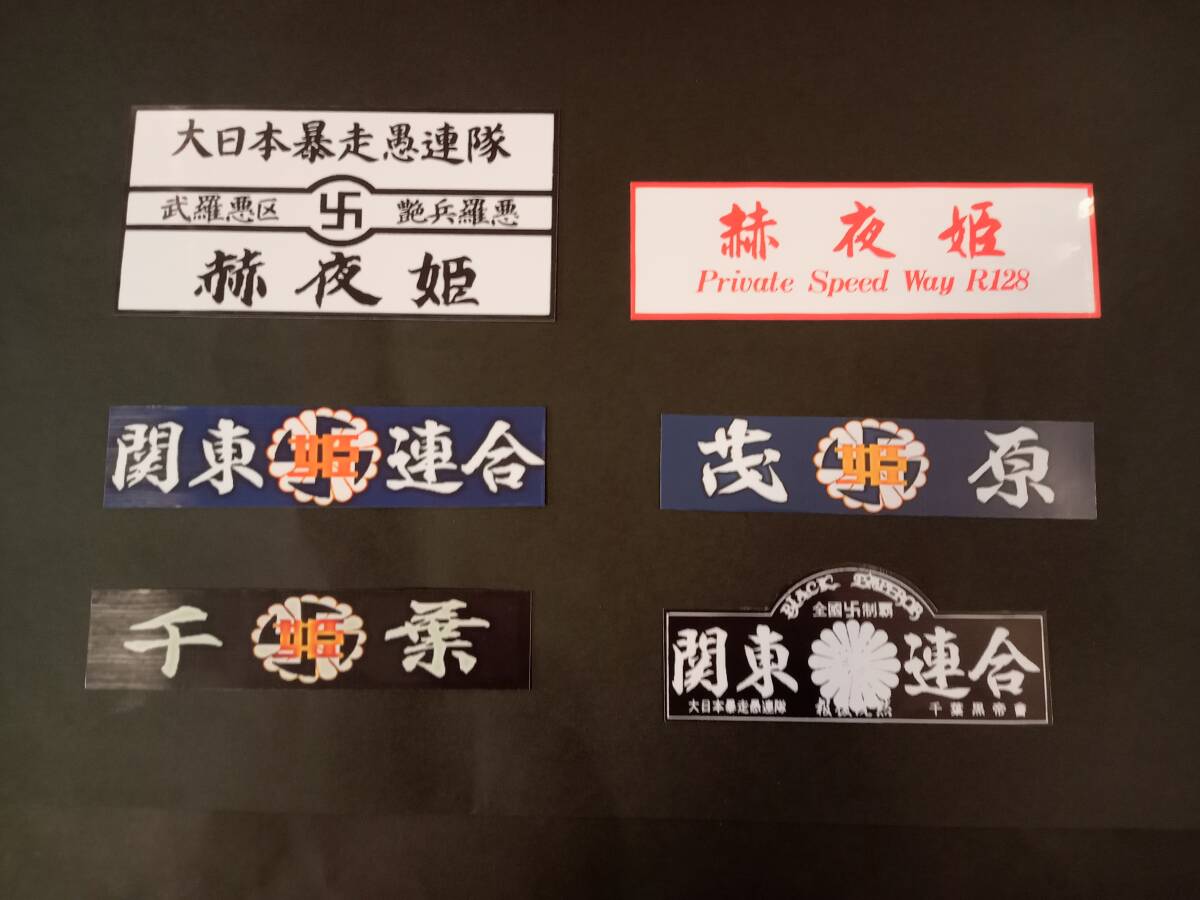 大日本暴走愚連隊
武羅悪区 卐 艶兵羅悪
赫夜姫
赫夜姫
Private Speed Way R128
関東 姫 連合
茂 姫 原
千 姫 葉
BLACK EMPEROR
全國卐制覇
関東 連合
大日本暴走愚連隊 千葉黒帝會